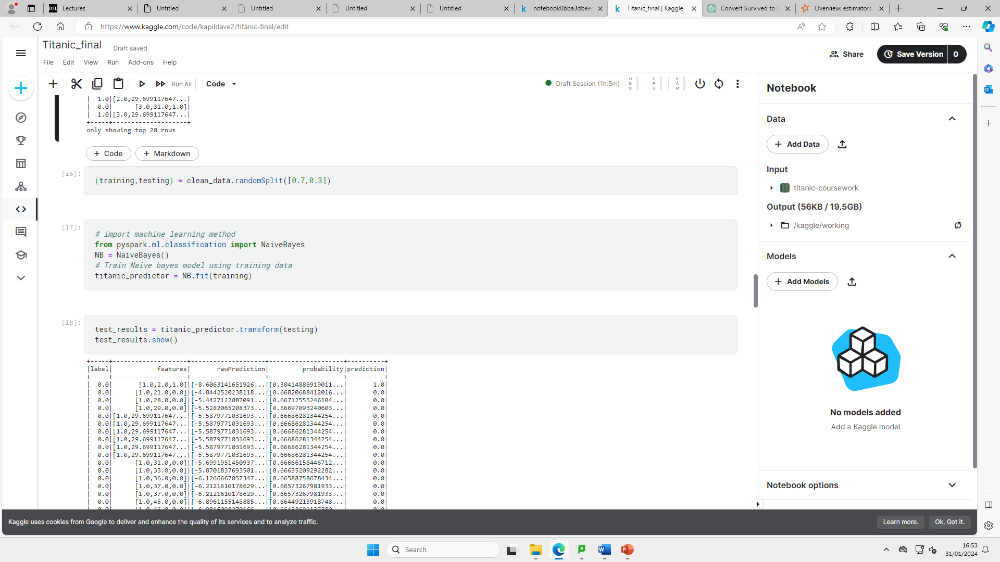 Lectures
Untitled
Untitled
Untitled
Untitled
notebook0bba3dbeec
Titanic_final | Kaggle
Convert Survived to L
Overview: estimators,
https://www.kaggle.com/code/kapildave2/titanic-final/edit
Titanic_final
Draft saved
File Edit View Run Add-ons Help
Share
Save Version 0
Run All
Code
Draft Session (1h:5m)
HDD
CPU
RAM
| 1.0|[2.0,29.699117647...|
| 0.0| [3.0,31.0,1.0]|
| 1.0|[3.0,29.699117647...|
+-----+--------------------+
only showing top 20 rows
+ Code
+ Markdown
[16]:
(training,testing) = clean_data.randomSplit([0.7,0.3])
[17]:
# import machine learning method
from pyspark.ml.classification import NaiveBayes
NB = NaiveBayes()
# Train Naive bayes model using training data
titanic_predictor = NB.fit(training)
[18]:
test_results = titanic_predictor.transform(testing)
test_results.show()
+-----+--------------------+--------------------+--------------------+----------+
|label| features| rawPrediction| probability|prediction|
+-----+--------------------+--------------------+--------------------+----------+
| 0.0| [1.0,2.0,1.0]|[-8.6063141651926...|[0.30414886919011...| 1.0|
| 0.0| [1.0,21.0,0.0]|[-4.8442520238118...|[0.66820688412016...| 0.0|
| 0.0| [1.0,28.0,0.0]|[-5.4427122087091...|[0.66712555246104...| 0.0|
| 0.0| [1.0,29.0,0.0]|[-5.5282065208373...|[0.66697093240603...| 0.0|
| 0.0|[1.0,29.699117647...|[-5.5879771031693...|[0.66686281344254...| 0.0|
| 0.0|[1.0,29.699117647...|[-5.5879771031693...|[0.66686281344254...| 0.0|
| 0.0|[1.0,29.699117647...|[-5.5879771031693...|[0.66686281344254...| 0.0|
| 0.0|[1.0,29.699117647...|[-5.5879771031693...|[0.66686281344254...| 0.0|
| 0.0|[1.0,29.699117647...|[-5.5879771031693...|[0.66686281344254...| 0.0|
| 0.0|[1.0,29.699117647...|[-5.5879771031693...|[0.66686281344254...| 0.0|
| 0.0| [1.0,31.0,0.0]|[-5.6991951450937...|[0.66666158446712...| 0.0|
| 0.0| [1.0,33.0,0.0]|[-5.8701837693501...|[0.66635209292282...| 0.0|
| 0.0| [1.0,36.0,0.0]|[-6.1266667057347...|[0.66588758678434...| 0.0|
| 0.0| [1.0,37.0,0.0]|[-6.2121610178629...|[0.66573267981933...| 0.0|
| 0.0| [1.0,37.0,0.0]|[-6.2121610178629...|[0.66573267981933...| 0.0|
| 0.0| [1.0,45.0,0.0]|[-6.8961155148885...|[0.66449213918748...| 0.0|
Notebook
Data
+ Add Data
Input
titanic-coursework
Output (56KB / 19.5GB)
/kaggle/working
Models
+ Add Models
No models added
Add a Kaggle model
Notebook options
Kaggle uses cookies from Google to deliver and enhance the quality of its services and to analyze traffic.
Learn more.
Ok, Got it.
Search
16:53
31/01/2024